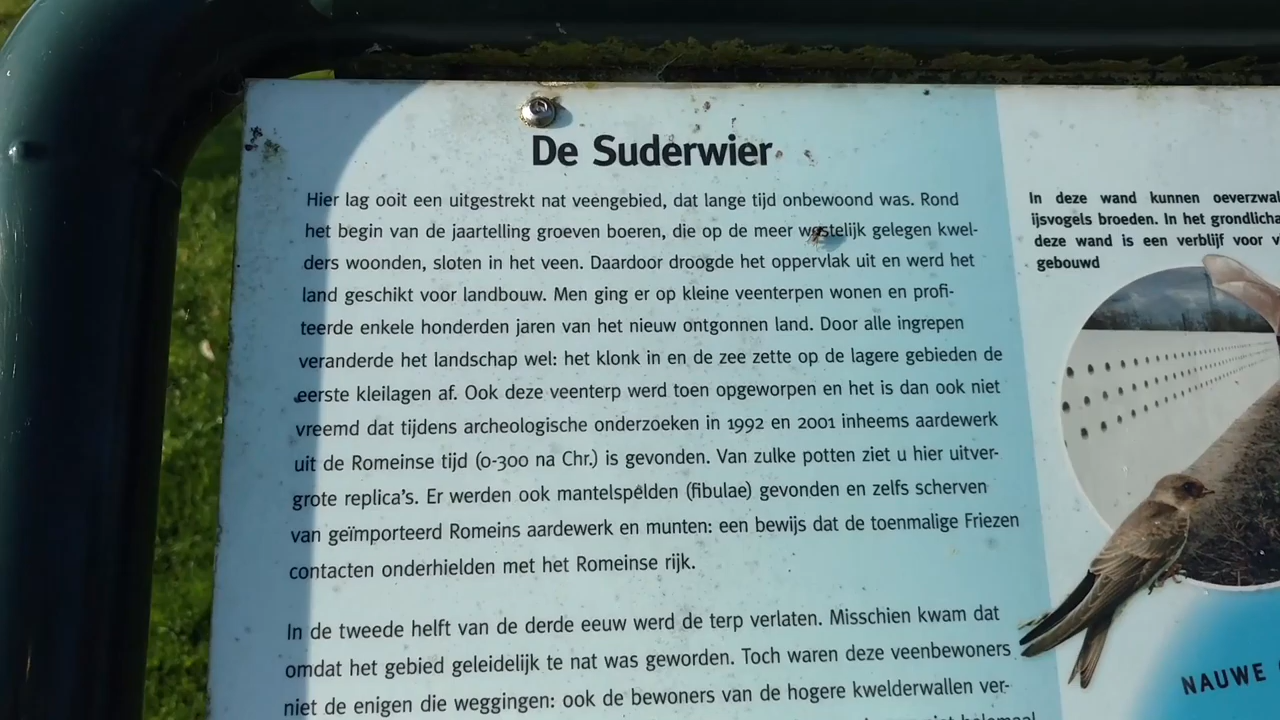 De Suderwier
Hier lag ooit een uitgestrekt nat veengebied, dat lange tijd onbewoond was. Rond
het begin van de jaartelling groeven boeren, die op de meer westelijk gelegen kwel-
ders woonden, sloten in het veen. Daardoor droogde het oppervlak uit en werd het
land geschikt voor landbouw. Men ging er op kleine veenterpen wonen en profi-
teerde enkele honderden jaren van het nieuw ontgonnen land. Door alle ingrepen
veranderde het landschap wel: het klonk in en de zee zette op de lagere gebieden de
eerste kleilagen af. Ook deze veenterp werd toen opgeworpen en het is dan ook niet
vreemd dat tijdens archeologische onderzoeken in 1992 en 2001 inheems aardewerk
uit de Romeinse tijd (0-300 na Chr.) is gevonden. Van zulke potten ziet u hier uitver-
grote replica's. Er werden ook mantelspelden (fibulae) gevonden en zelfs scherven
van geïmporteerd Romeins aardewerk en munten: een bewijs dat de toenmalige Friezen
contacten onderhielden met het Romeinse rijk.
In de tweede helft van de derde eeuw werd de terp verlaten. Misschien kwam dat
omdat het gebied geleidelijk te nat was geworden. Toch waren deze veenbewoners
niet de enigen die weggingen: ook de bewoners van de hogere kwelderwallen ver-
In deze wand kunnen
ijsvogels broeden. In het
deze wand is een verblijf voor
gebouwd
NAUWE